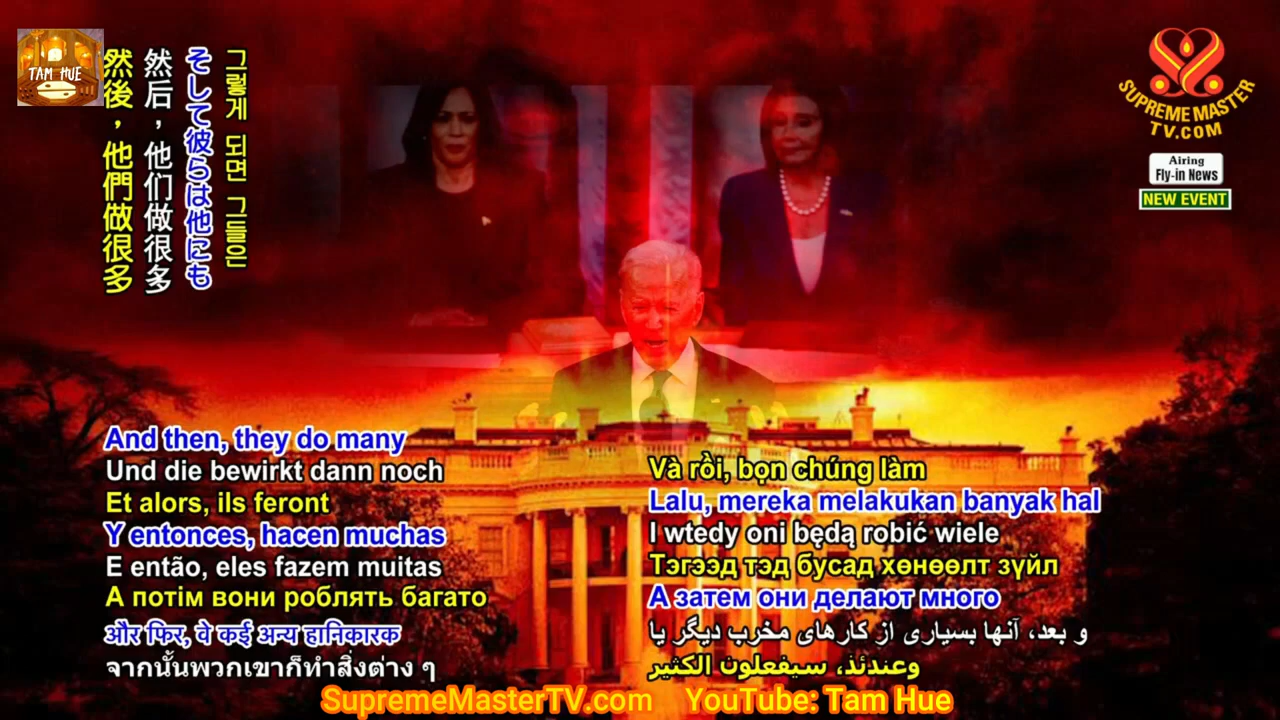 TAM HUE
然後，他們做很多
然后，他们做很多
そして彼らは他にも
그렇게 되면 그들은
SUPREME MASTER
TV.COM
Airing
Fly-in News
NEW EVENT
And then, they do many
Und die bewirkt dann noch
Et alors, ils feront
Y entonces, hacen muchas
E então, eles fazem muitas
А потім вони роблять багато
और फिर, वे कई अन्य हानिकारक
จากนั้นพวกเขาก็ทำสิ่งต่าง ๆ
Và rồi, bọn chúng làm
Lalu, mereka melakukan banyak hal
I wtedy oni będą robić wiele
Тэгээд тэд бусад хөнөөлт зүйл
А затем они делают много
و بعد، آنها بسیاری از کارهای مخرب دیگر یا
وعندئذ، سيفعلون الكثير
SupremeMasterTV.com YouTube: Tam Hue